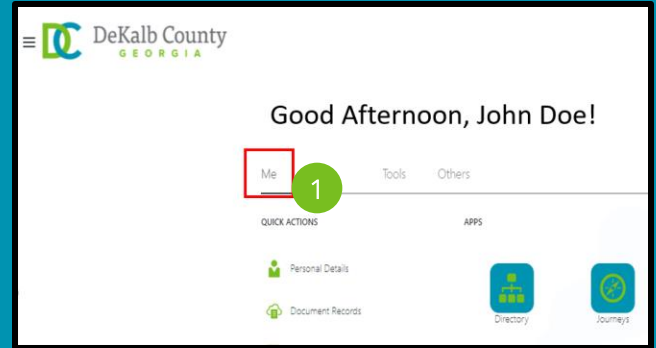 DeKalb County
GEORGIA
Good Afternoon, John Doe!
Me
1
Tools
Others
QUICK ACTIONS
APPS
Personal Details
Document Records
Directory
Journeys